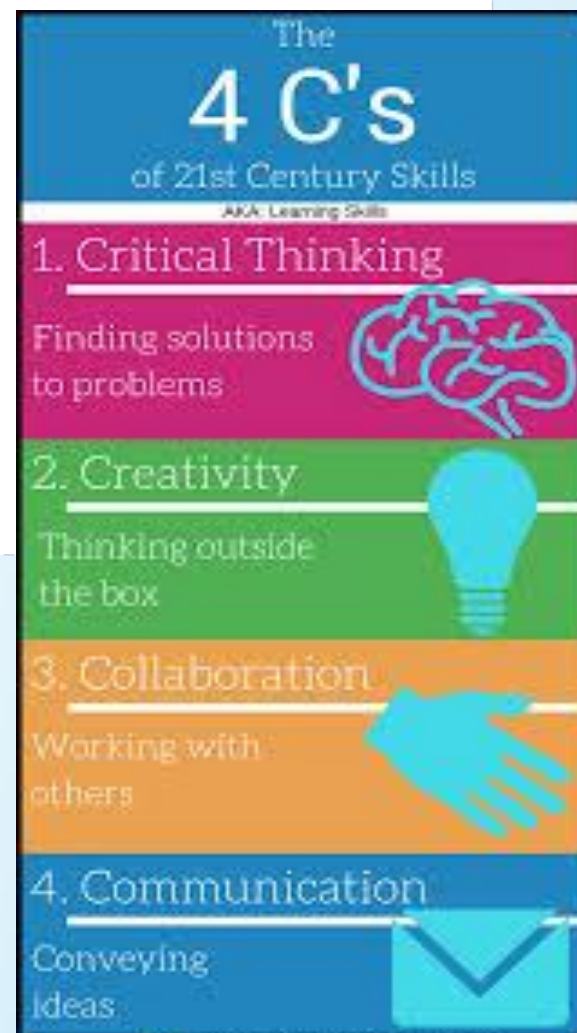 The
4 C's
of 21st Century Skills
AKA: Learning Skills
1. Critical Thinking
Finding solutions
to problems
2. Creativity
Thinking outside
the box
3. Collaboration
Working with
others
4. Communication
Conveying
ideas